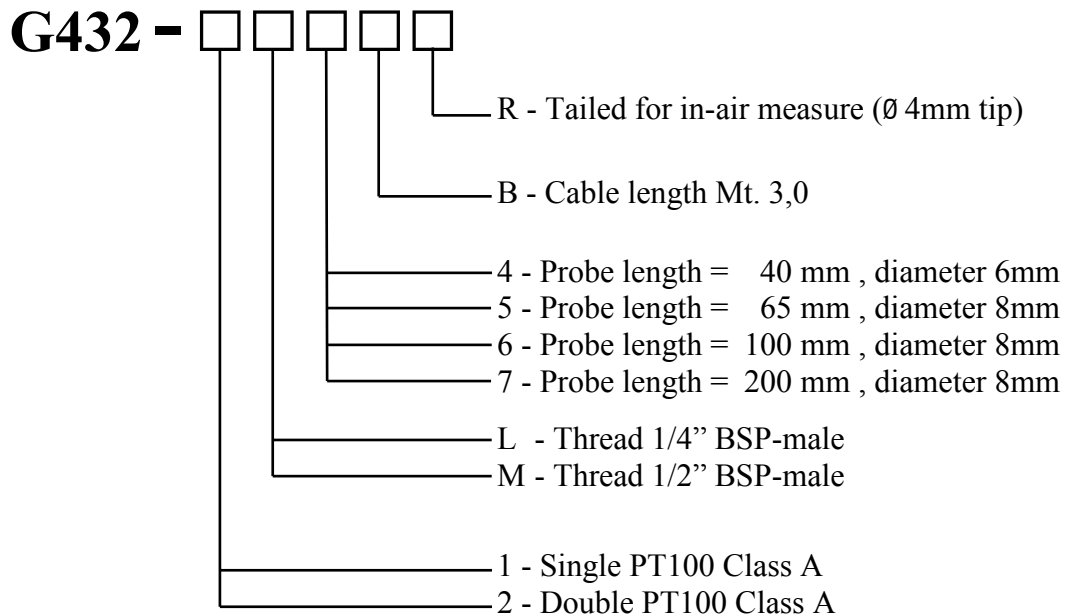 G432 -
R - Tailed for in-air measure (Ø 4mm tip)
B - Cable length Mt. 3,0
4 - Probe length = 40 mm , diameter 6mm
5 - Probe length = 65 mm , diameter 8mm
6 - Probe length = 100 mm , diameter 8mm
7 - Probe length = 200 mm , diameter 8mm
L - Thread 1/4” BSP-male
M - Thread 1/2” BSP-male
1 - Single PT100 Class A
2 - Double PT100 Class A